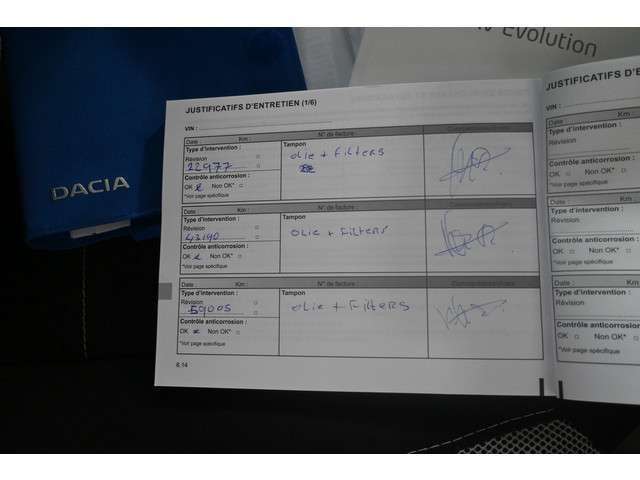 Evolution
DACIA
JUSTIFICATIFS D'ENTRETIEN (1/6)
VIN :
Date : Km : N° de facture :
Type d'intervention : Tampon
Révision
22977 olie + Filters
Contrôle anticorrosion :
OK Non OK*
*Voir page spécifique
Date : Km : N° de facture :
Type d'intervention : Tampon
Révision
43190 olie + Filters
Contrôle anticorrosion :
OK Non OK*
*Voir page spécifique
Date : Km : N° de facture :
Type d'intervention : Tampon
Révision
59005 olie + Filters
Contrôle anticorrosion :
OK Non OK*
*Voir page spécifique
6.14
JUSTIFICATIFS D'E
VIN :
Date : Km :
Type d'intervention :
Révision
Contrôle anticorrosion :
OK Non OK*
*Voir page spécifique
Date : Km :
Type d'intervention :
Révision
Contrôle anticorrosion :
OK Non OK*
*Voir page spécifique
Date : Km :
Type d'intervention :
Révision
Contrôle anticorrosion :
OK Non OK*
*Voir page spécifique